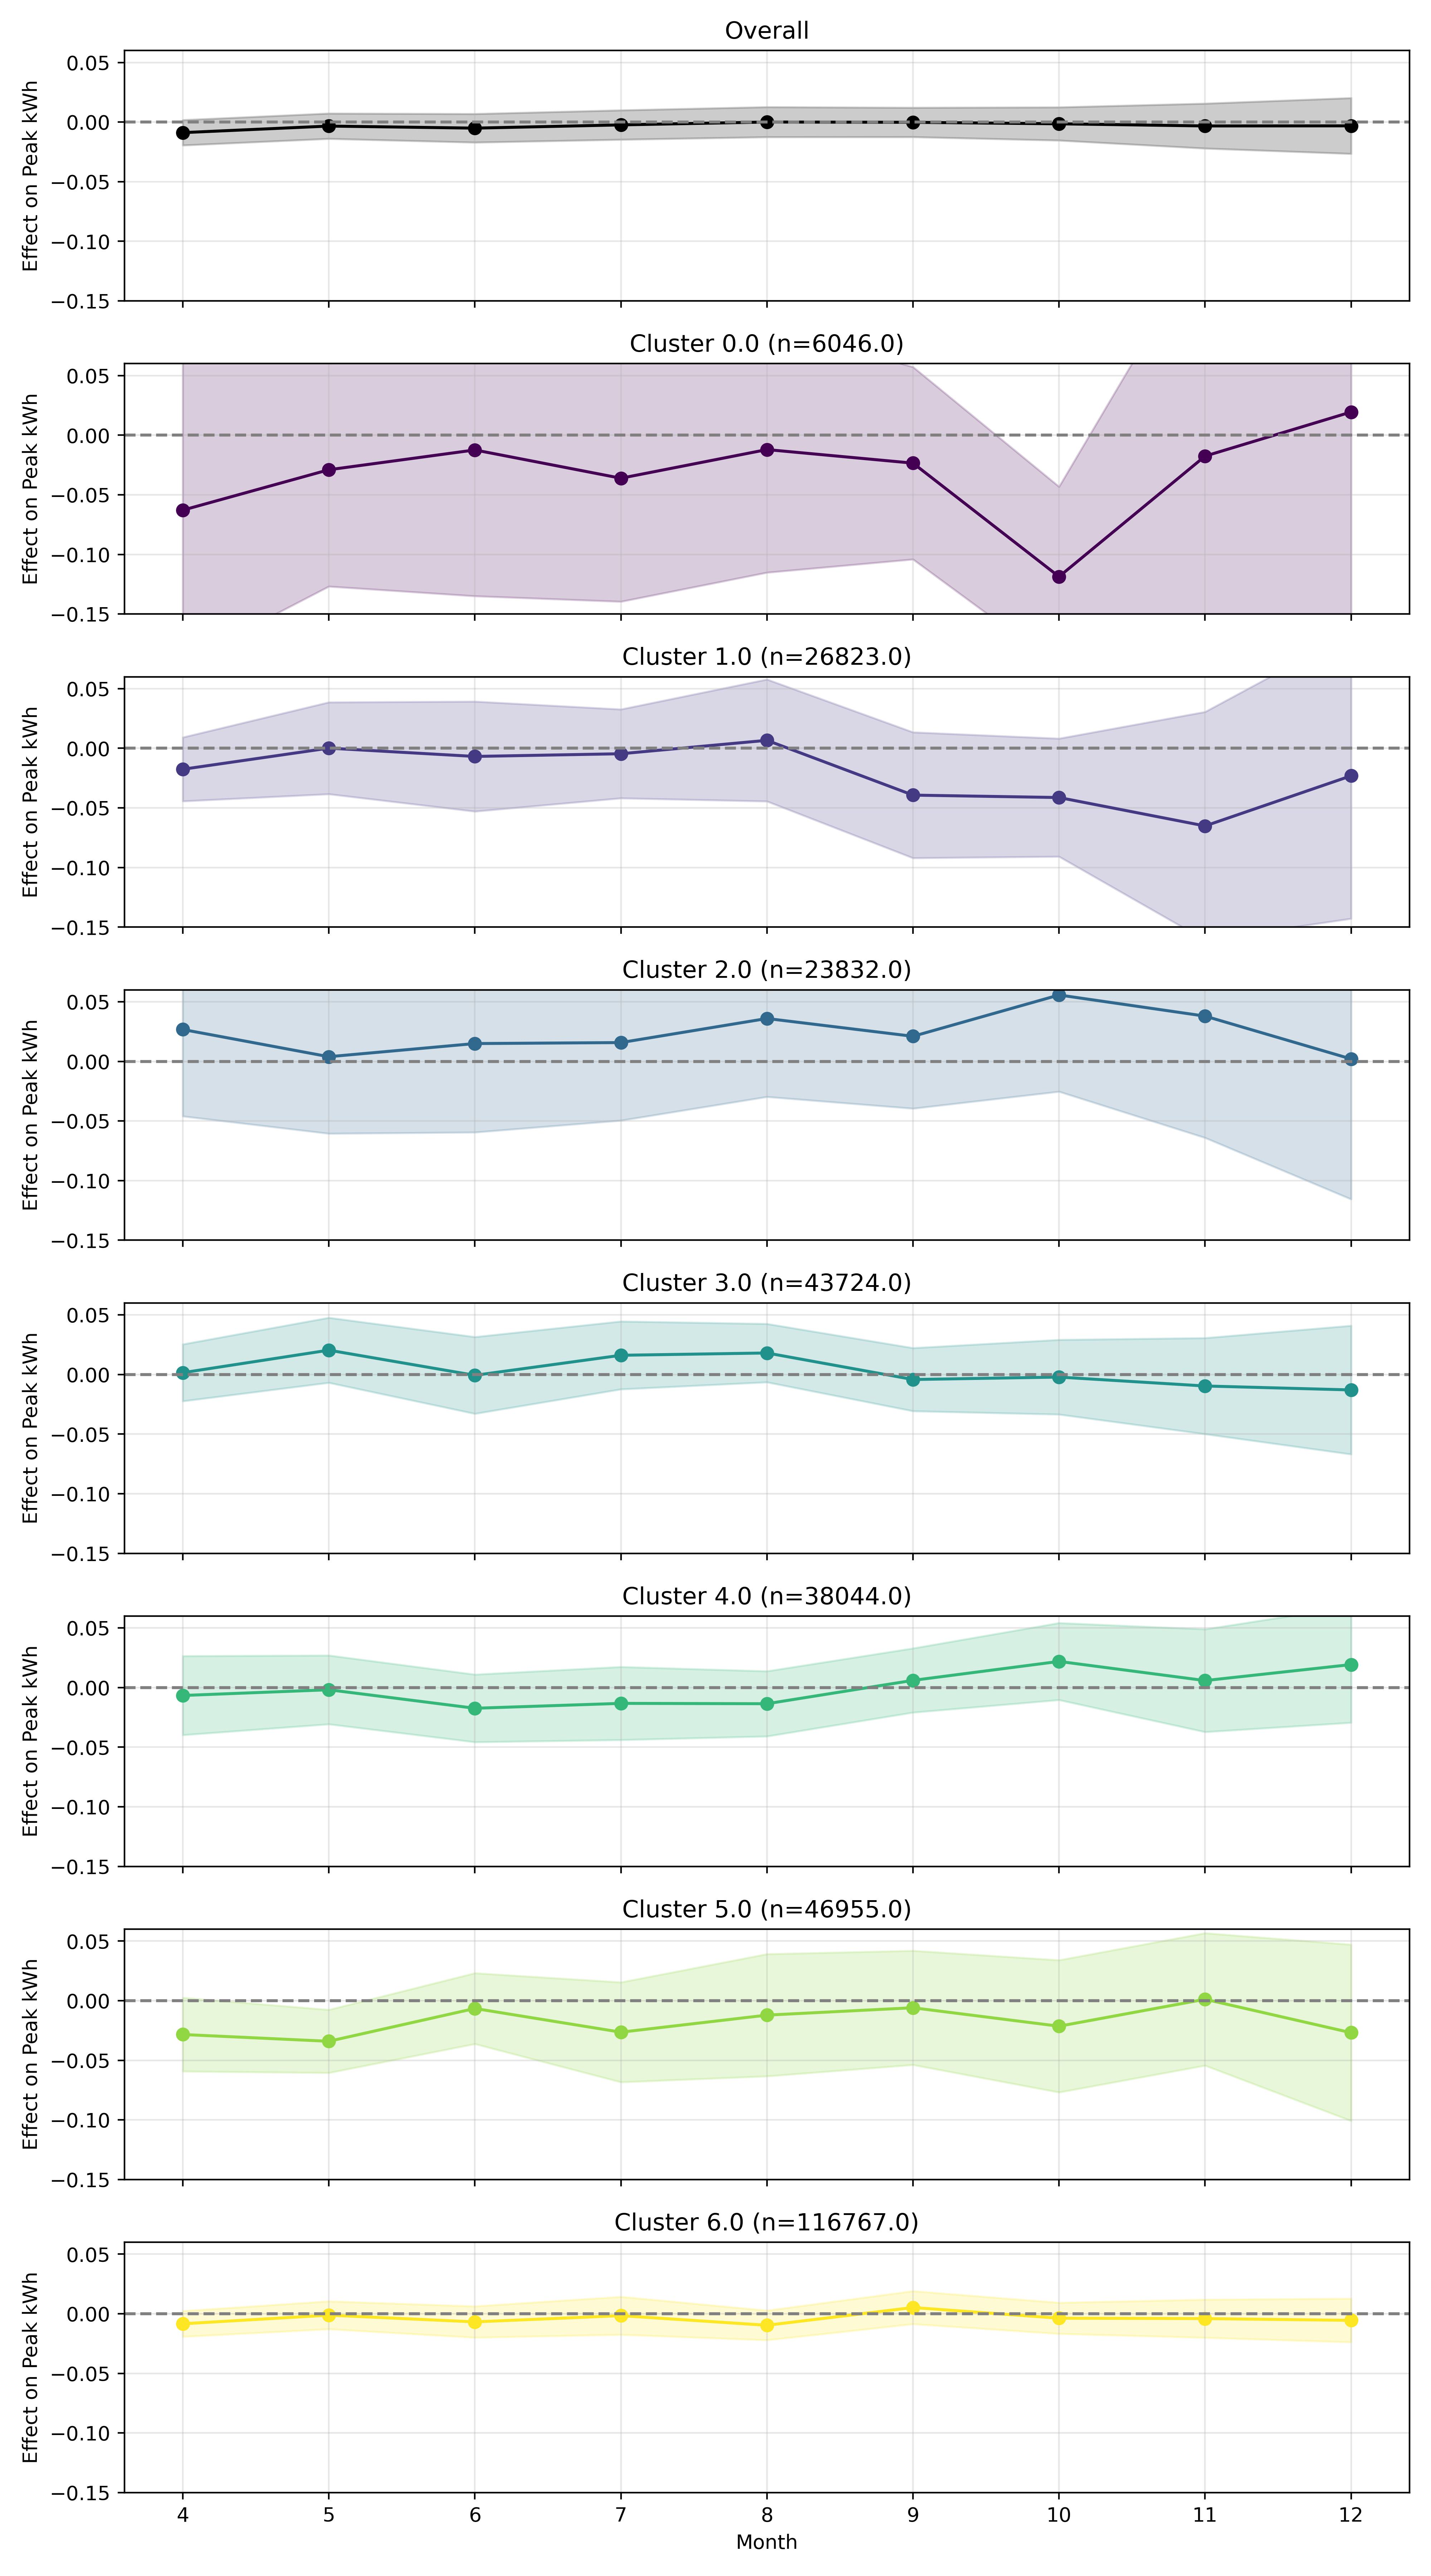 Overall
Effect on Peak kWh
0.05
0.00
−0.05
−0.10
−0.15
Cluster 0.0 (n=6046.0)
Effect on Peak kWh
0.05
0.00
−0.05
−0.10
−0.15
Cluster 1.0 (n=26823.0)
Effect on Peak kWh
0.05
0.00
−0.05
−0.10
−0.15
Cluster 2.0 (n=23832.0)
Effect on Peak kWh
0.05
0.00
−0.05
−0.10
−0.15
Cluster 3.0 (n=43724.0)
Effect on Peak kWh
0.05
0.00
−0.05
−0.10
−0.15
Cluster 4.0 (n=38044.0)
Effect on Peak kWh
0.05
0.00
−0.05
−0.10
−0.15
Cluster 5.0 (n=46955.0)
Effect on Peak kWh
0.05
0.00
−0.05
−0.10
−0.15
Cluster 6.0 (n=116767.0)
Effect on Peak kWh
0.05
0.00
−0.05
−0.10
−0.15
4 5 6 7 8 9 10 11 12
Month